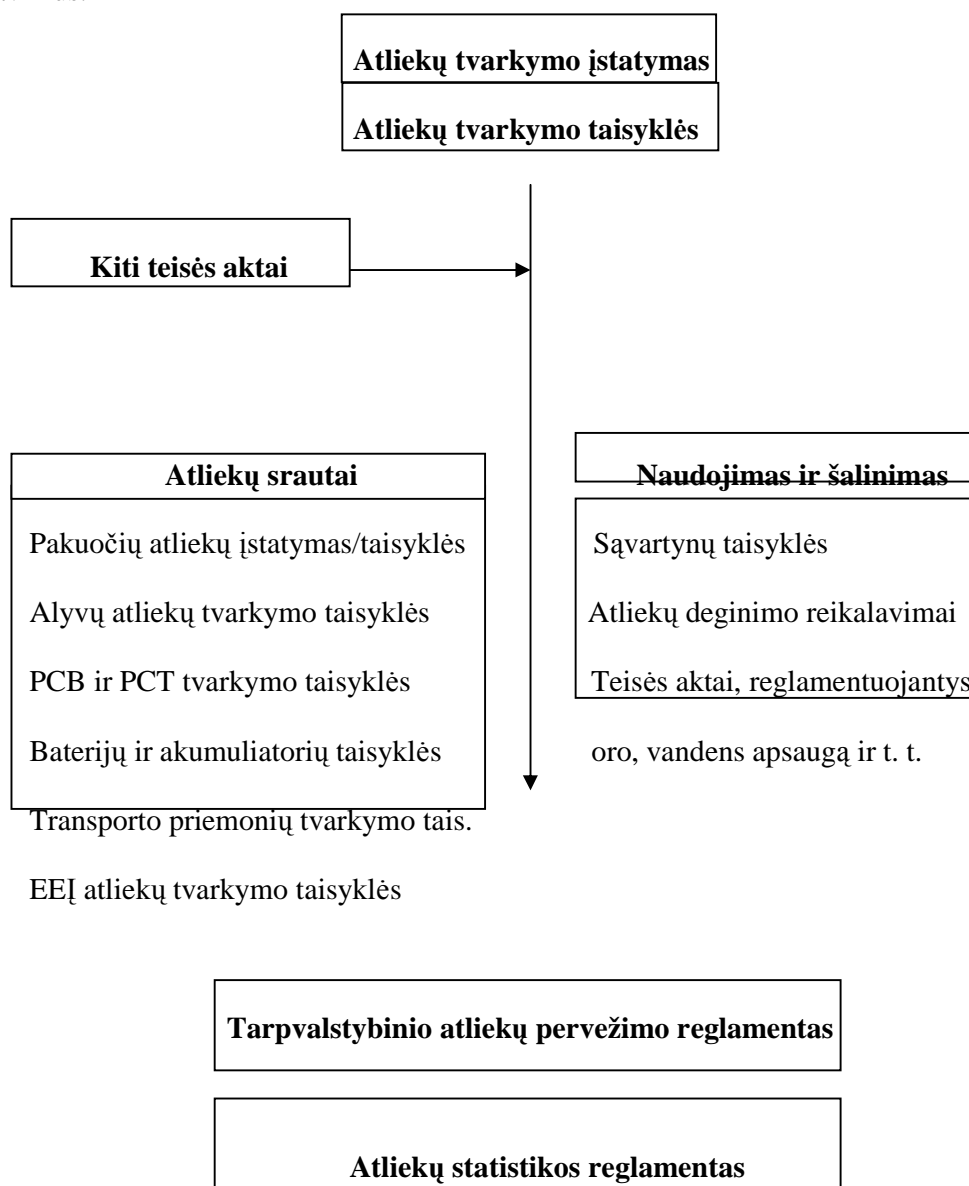 Atliekų tvarkymo įstatymas
Atliekų tvarkymo taisyklės
Kiti teisės aktai
Atliekų srautai
Pakuočių atliekų įstatymas/taisyklės
Alyvų atliekų tvarkymo taisyklės
PCB ir PCT tvarkymo taisyklės
Baterijų ir akumuliatorių taisyklės
Transporto priemonių tvarkymo tais.
EEĮ atliekų tvarkymo taisyklės
Naudojimas ir šalinimas
Sąvartynų taisyklės
Atliekų deginimo reikalavimai
Teisės aktai, reglamentuojantys
oro, vandens apsaugą ir t. t.
Tarpvalstybinio atliekų pervežimo reglamentas
Atliekų statistikos reglamentas